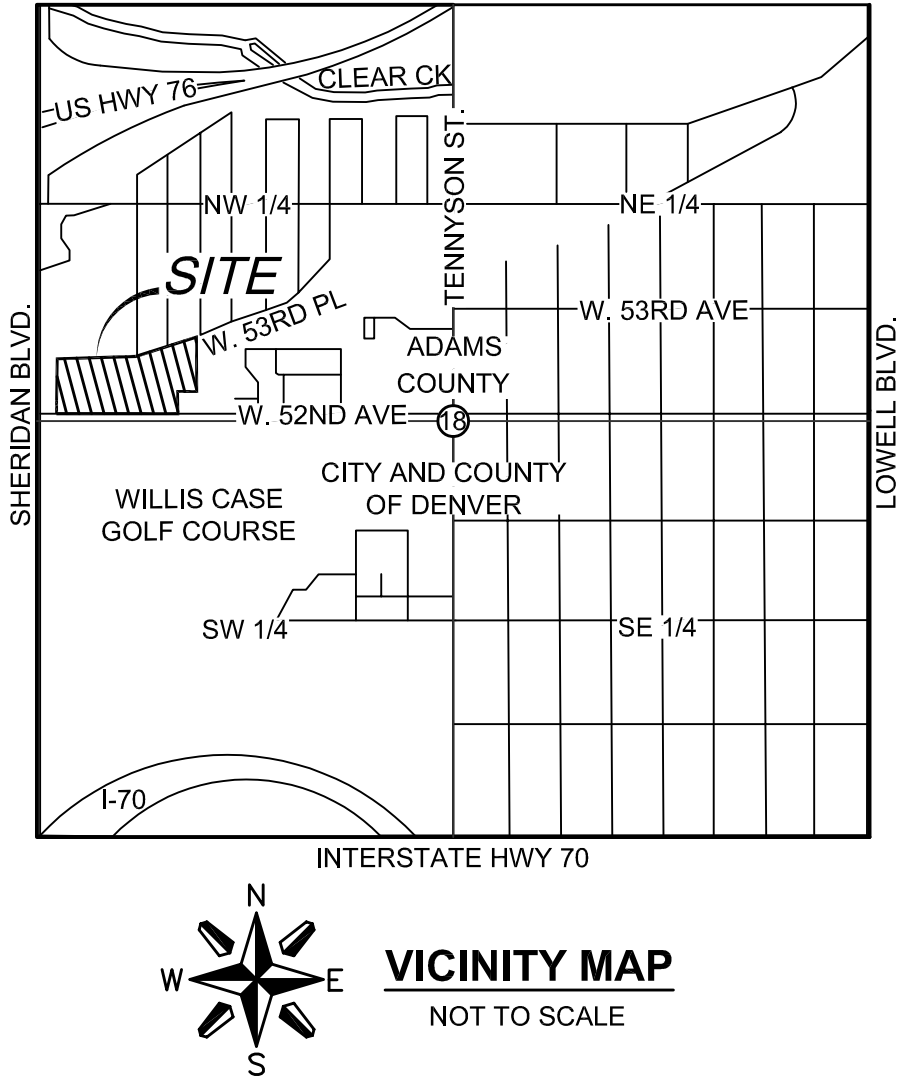 CLEAR CK
US HWY 76
TENNYSON ST.
NW 1/4
NE 1/4
SITE
W. 53RD PL
W. 53RD AVE
SHERIDAN BLVD.
LOWELL BLVD.
ADAMS
COUNTY
W. 52ND AVE
18
CITY AND COUNTY
OF DENVER
WILLIS CASE
GOLF COURSE
SW 1/4
SE 1/4
I-70
INTERSTATE HWY 70
N
W
E
S
VICINITY MAP
NOT TO SCALE